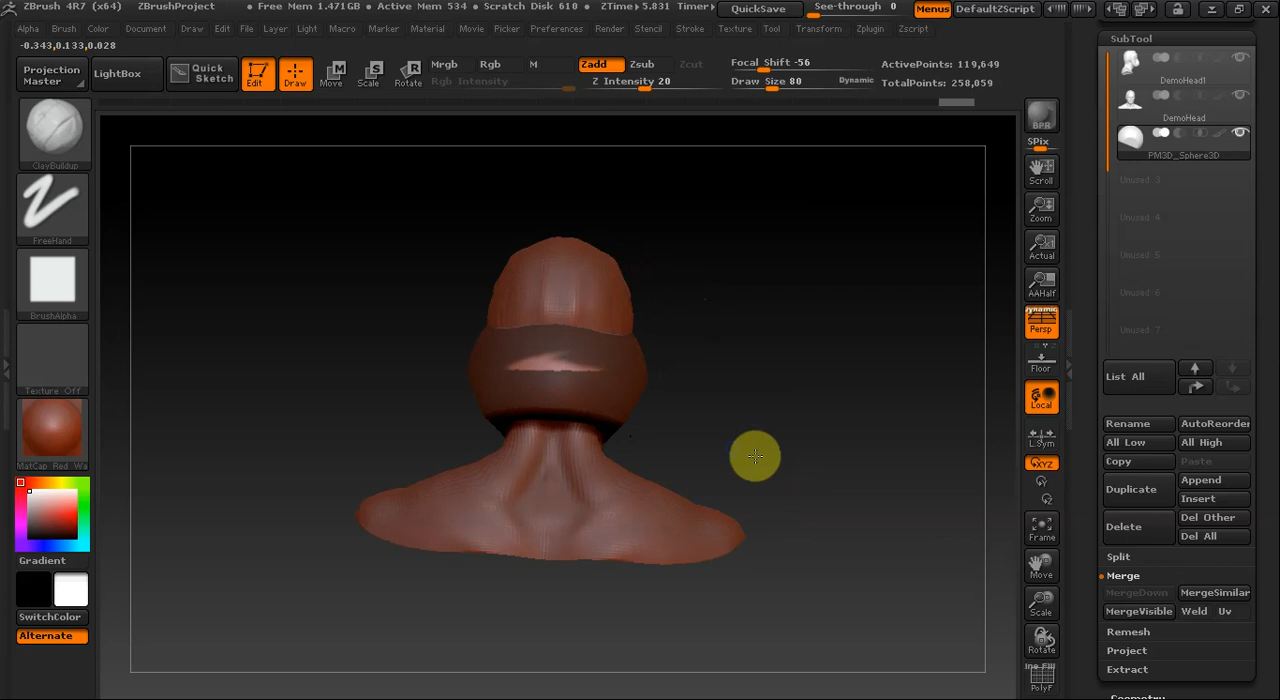 ZBrush 4R7 (x64) ZBrushProject • Free Mem 1.471GB • Active Mem 534 • Scratch Disk 610 • ZTime▸5.831 Timer▸ QuickSave See-through 0 Menus DefaultZScript
Alpha Brush Color Document Draw Edit File Layer Light Macro Marker Material Movie Picker Preferences Render Stencil Stroke Texture Tool Transform Zplugin Zscript
-0.343,0.133,0.028
Projection Master
LightBox
Quick Sketch
Edit
Draw
Move
Scale
Rotate
Mrgb Rgb M
Rgb Intensity
Zadd Zsub Zcut
Z Intensity 20
Focal Shift -56
Draw Size 80
Dynamic
ActivePoints: 119,649
TotalPoints: 258,059
ClayBuildup
FreeHand
BrushAlpha
Texture Off
MatCap Red Wa
Gradient
SwitchColor
Alternate
BPR
SPix
Scroll
Zoom
Actual
AAHalf
Dynamic
Persp
Floor
Local
L.Sym
XYZ
Frame
Move
Scale
Rotate
Line Fill
PolyF
SubTool
DemoHead1
DemoHead
PM3D_Sphere3D
Unused 3
Unused 4
Unused 5
Unused 6
Unused 7
List All
Rename AutoReorder
All Low All High
Copy Paste
Duplicate
Append
Insert
Delete
Del Other
Del All
Split
Merge
MergeDown MergeSimilar
MergeVisible Weld Uv
Remesh
Project
Extract
Geometry